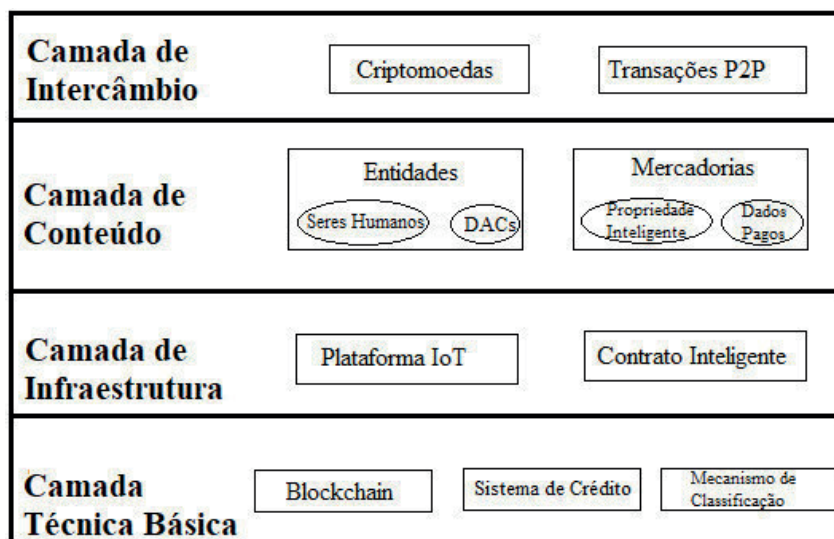 Camada de
Intercâmbio
Criptomoedas
Transações P2P
Camada de
Conteúdo
Entidades
Seres Humanos
DACs
Mercadorias
Propriedade
Inteligente
Dados
Pagos
Camada de
Infraestrutura
Plataforma IoT
Contrato Inteligente
Camada
Técnica Básica
Blockchain
Sistema de Crédito
Mecanismo de
Classificação